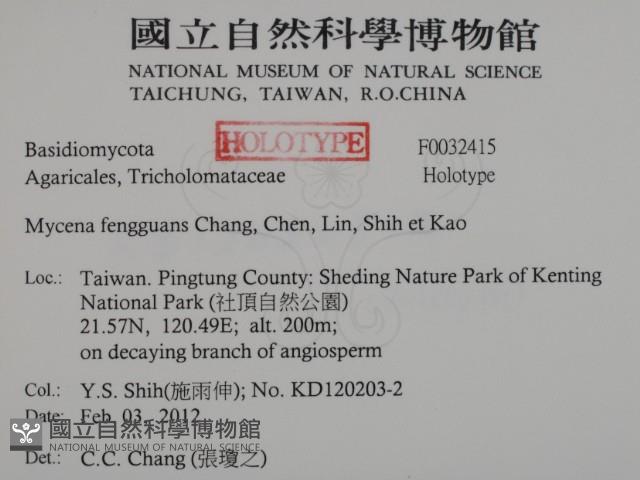 國立自然科學博物館
NATIONAL MUSEUM OF NATURAL SCIENCE
TAICHUNG, TAIWAN, R.O.CHINA
Basidiomycota HOLOTYPE F0032415
Agaricales, Tricholomataceae Holotype
Mycena fengguans Chang, Chen, Lin, Shih et Kao
Loc.: Taiwan. Pingtung County: Sheding Nature Park of Kenting
National Park (社頂自然公園)
21.57N, 120.49E; alt. 200m;
on decaying branch of angiosperm
Col.: Y.S. Shih(施雨伸); No. KD120203-2
Date: Feb. 03, 2012
國立自然科學博物館
NATIONAL MUSEUM OF NATURAL SCIENCE
Det.: C.C. Chang (張瓊之)